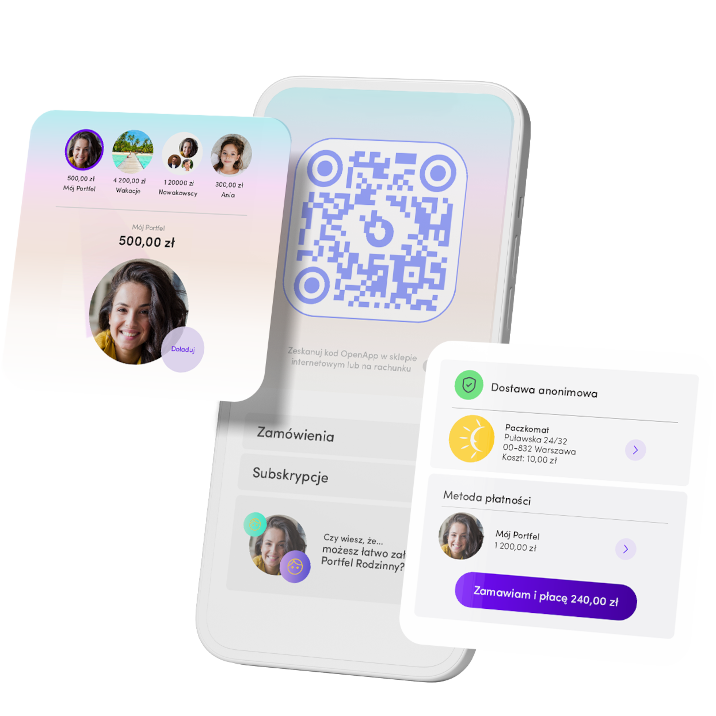 500,00 zł
Mój Portfel
4 200,00 zł
Wakacje
1 20000 zł
Nowakowscy
300,00 zł
Ania
Mój Portfel
500,00 zł
Doładuj
Zeskanuj kod OpenApp w sklepie
internetowym lub na rachunku
Zamówienia
Subskrypcje
Czy wiesz, że...
możesz łatwo zał
Portfel Rodzinny?
Dostawa anonimowa
Paczkomat
Puławska 24/32
00-832 Warszawa
Koszt: 10,00 zł
Metoda płatności
Mój Portfel
1 200,00 zł
Zamawiam i płacę 240,00 zł